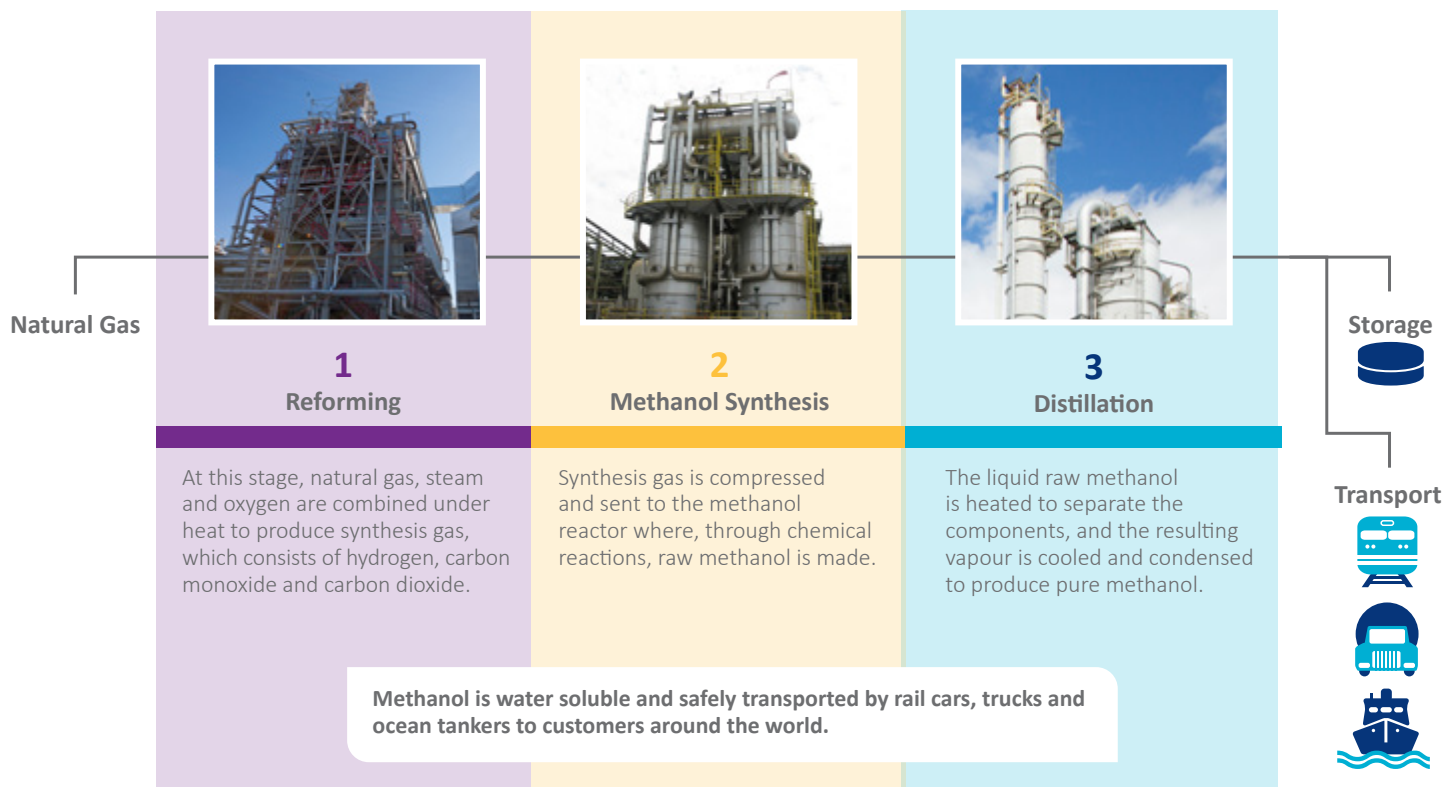 Natural Gas
1
Reforming
At this stage, natural gas, steam
and oxygen are combined under
heat to produce synthesis gas,
which consists of hydrogen, carbon
monoxide and carbon dioxide.
2
Methanol Synthesis
Synthesis gas is compressed
and sent to the methanol
reactor where, through chemical
reactions, raw methanol is made.
3
Distillation
The liquid raw methanol
is heated to separate the
components, and the resulting
vapour is cooled and condensed
to produce pure methanol.
Storage
Transport
Methanol is water soluble and safely transported by rail cars, trucks and
ocean tankers to customers around the world.